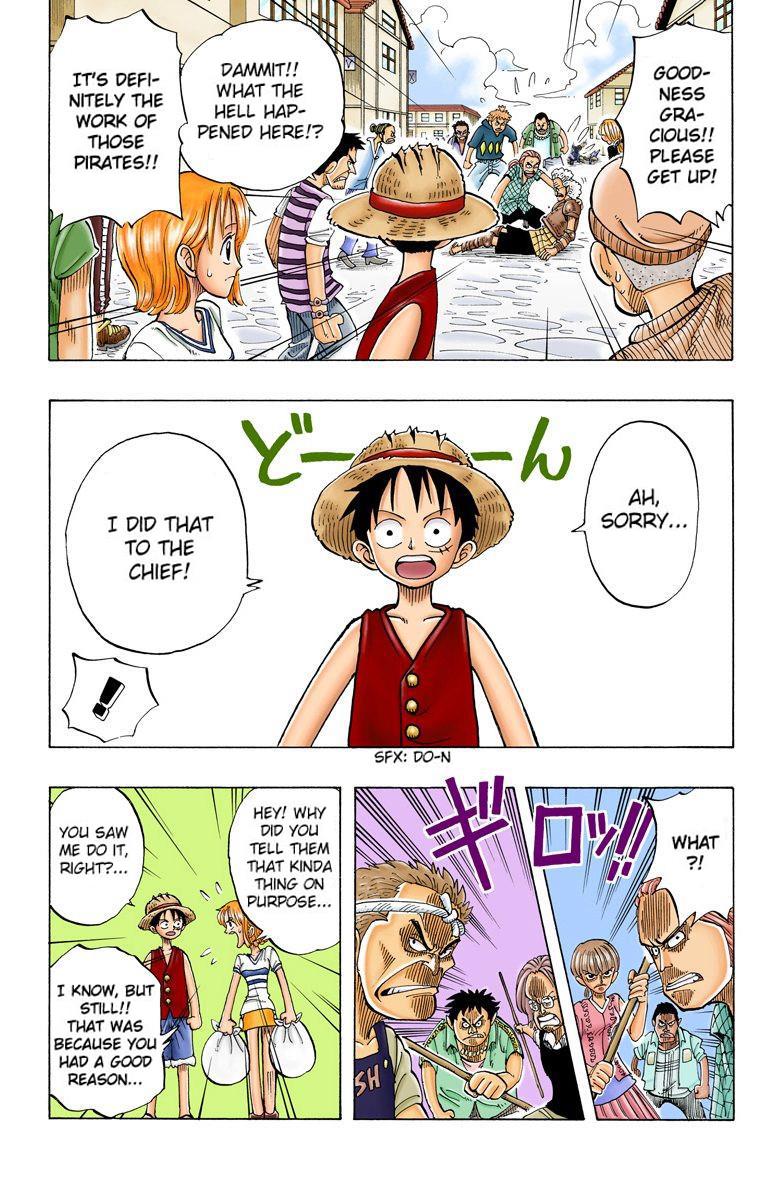 GOOD-
NESS
GRA-
CIOUS!!
PLEASE
GET UP!
DAMMIT!!
WHAT THE
HELL HAP-
PENED HERE!?
IT'S DEFI-
NITELY THE
WORK OF
THOSE
PIRATES!!
AH,
SORRY...
どーーん
I DID THAT
TO THE
CHIEF!
!
SFX: DO-N
WHAT
?!
ギロッ!!
SH
HEY! WHY
DID YOU
TELL THEM
THAT KINDA
THING ON
PURPOSE...
YOU SAW
ME DO IT,
RIGHT?...
I KNOW, BUT
STILL!!
THAT WAS
BECAUSE YOU
HAD A GOOD
REASON...